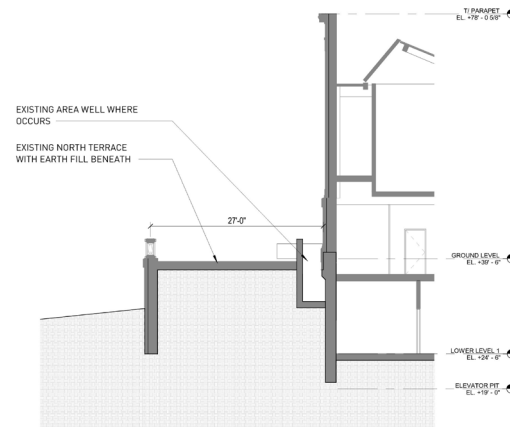 T/ PARAPET
EL. +78' - 0 5/8"
EXISTING AREA WELL WHERE
OCCURS
EXISTING NORTH TERRACE
WITH EARTH FILL BENEATH
27'-0"
GROUND LEVEL
EL. +39' - 6"
LOWER LEVEL 1
EL. +24' - 6"
ELEVATOR PIT
EL. +19' - 0"